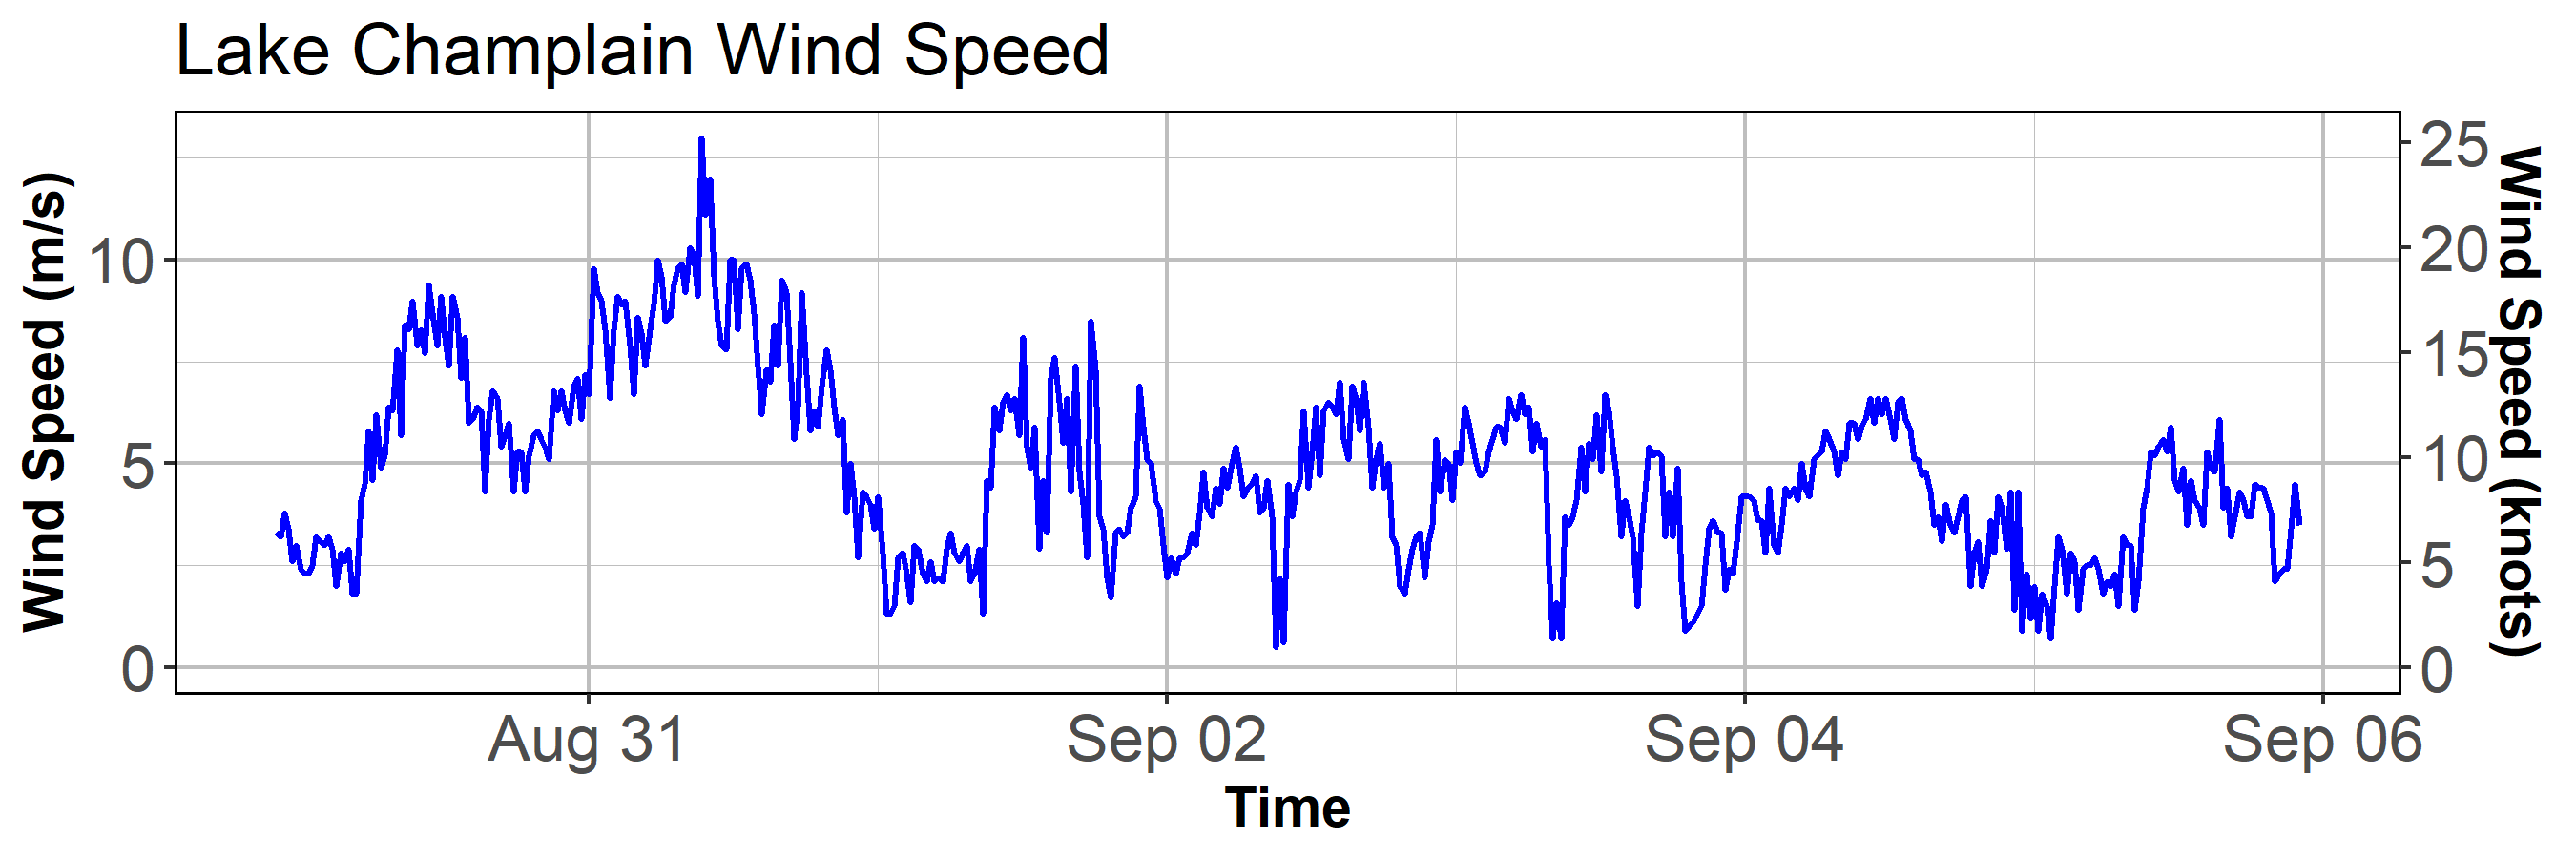 Lake Champlain Wind Speed
Wind Speed (m/s)
10
5
0
25
20
15
10
5
0
Wind Speed (knots)
Aug 31
Sep 02
Sep 04
Sep 06
Time